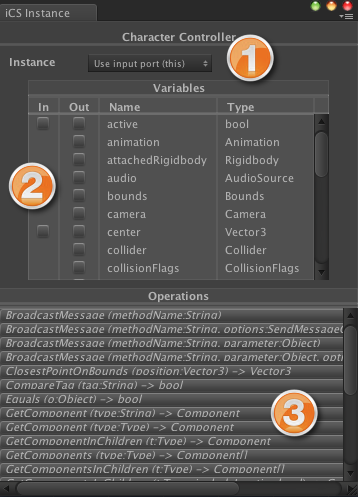 iCS Instance
Character Controller
Instance Use input port (this)
1
Variables
In Out Name Type
active bool
animation Animation
attachedRigidbody Rigidbody
2
audio AudioSource
bounds Bounds
camera Camera
center Vector3
collider Collider
collisionFlags CollisionFlags
Operations
BroadcastMessage (methodName:String)
BroadcastMessage (methodName:String, options:SendMessageO
BroadcastMessage (methodName:String, parameter:Object)
BroadcastMessage (methodName:String, parameter:Object, opti
ClosestPointOnBounds (position:Vector3) -> Vector3
CompareTag (tag:String) -> bool
Equals (o:Object) -> bool
3
GetComponent (type:String) -> Component
GetComponent (type:Type) -> Component
GetComponentInChildren (t:Type) -> Component
GetComponents (type:Type) -> Component[]
GetComponentsInChildren (t:Type) -> Component[]